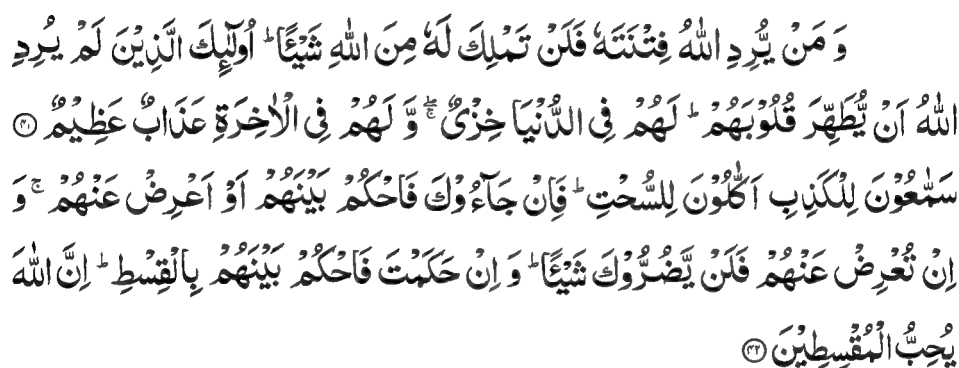 وَ مَنۡ یُّرِدِ اللّٰهُ فِتۡنَتَهٗ فَلَنۡ تَمۡلِكَ لَهٗ مِنَ اللّٰهِ شَیۡـًٔا ؕ اُولٰٓئِكَ الَّذِیۡنَ لَمۡ یُرِدِ
اللّٰهُ اَنۡ یُّطَهِّرَ قُلُوۡبَهُمۡ ؕ لَهُمۡ فِی الدُّنۡیَا خِزۡیٌ ۚۖ وَّ لَهُمۡ فِی الۡاٰخِرَةِ عَذَابٌ عَظِیۡمٌ ﴿۴۱﴾
سَمّٰعُوۡنَ لِلۡكَذِبِ اَكّٰلُوۡنَ لِلسُّحۡتِ ؕ فَاِنۡ جَآءُوۡكَ فَاحۡكُمۡ بَیۡنَهُمۡ اَوۡ اَعۡرِضۡ عَنۡهُمۡ ۚ وَ
اِنۡ تُعۡرِضۡ عَنۡهُمۡ فَلَنۡ یَّضُرُّوۡكَ شَیۡـًٔا ؕ وَ اِنۡ حَكَمۡتَ فَاحۡكُمۡ بَیۡنَهُمۡ بِالۡقِسۡطِ ؕ اِنَّ اللّٰهَ
یُحِبُّ الۡمُقۡسِطِیۡنَ ﴿۴۲﴾